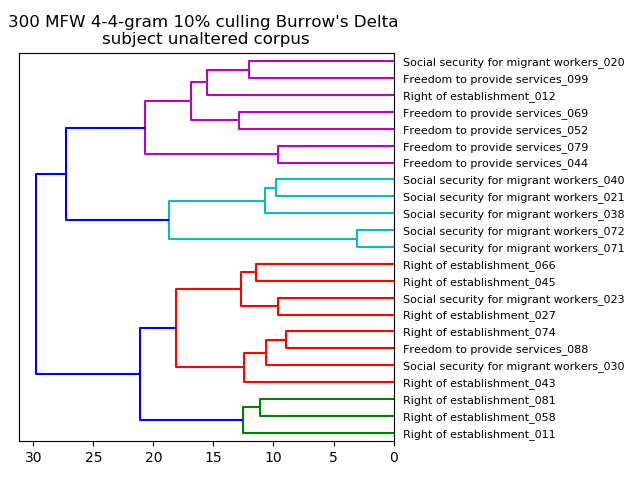 300 MFW 4-4-gram 10% culling Burrow's Delta
subject unaltered corpus
Social security for migrant workers_020
Freedom to provide services_099
Right of establishment_012
Freedom to provide services_069
Freedom to provide services_052
Freedom to provide services_079
Freedom to provide services_044
Social security for migrant workers_040
Social security for migrant workers_021
Social security for migrant workers_038
Social security for migrant workers_072
Social security for migrant workers_071
Right of establishment_066
Right of establishment_045
Social security for migrant workers_023
Right of establishment_027
Right of establishment_074
Freedom to provide services_088
Social security for migrant workers_030
Right of establishment_043
Right of establishment_081
Right of establishment_058
Right of establishment_011
30 25 20 15 10 5 0